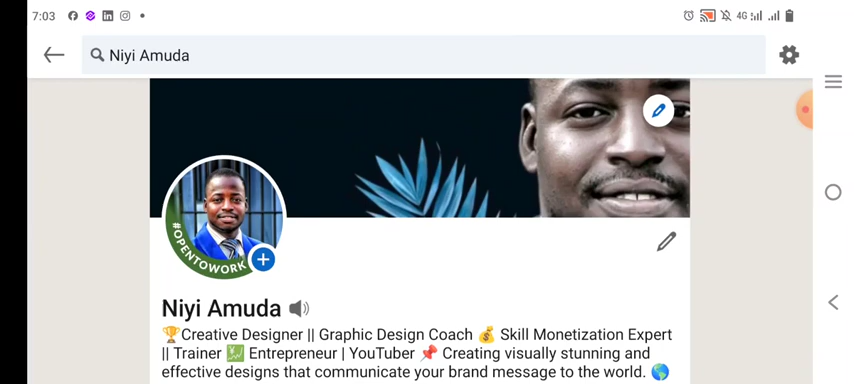 7:03
4G
Niyi Amuda
#OPENTOWORK
Niyi Amuda
🏆Creative Designer || Graphic Design Coach 💰 Skill Monetization Expert
|| Trainer 💹 Entrepreneur | YouTuber 📌 Creating visually stunning and
effective designs that communicate your brand message to the world. 🌎